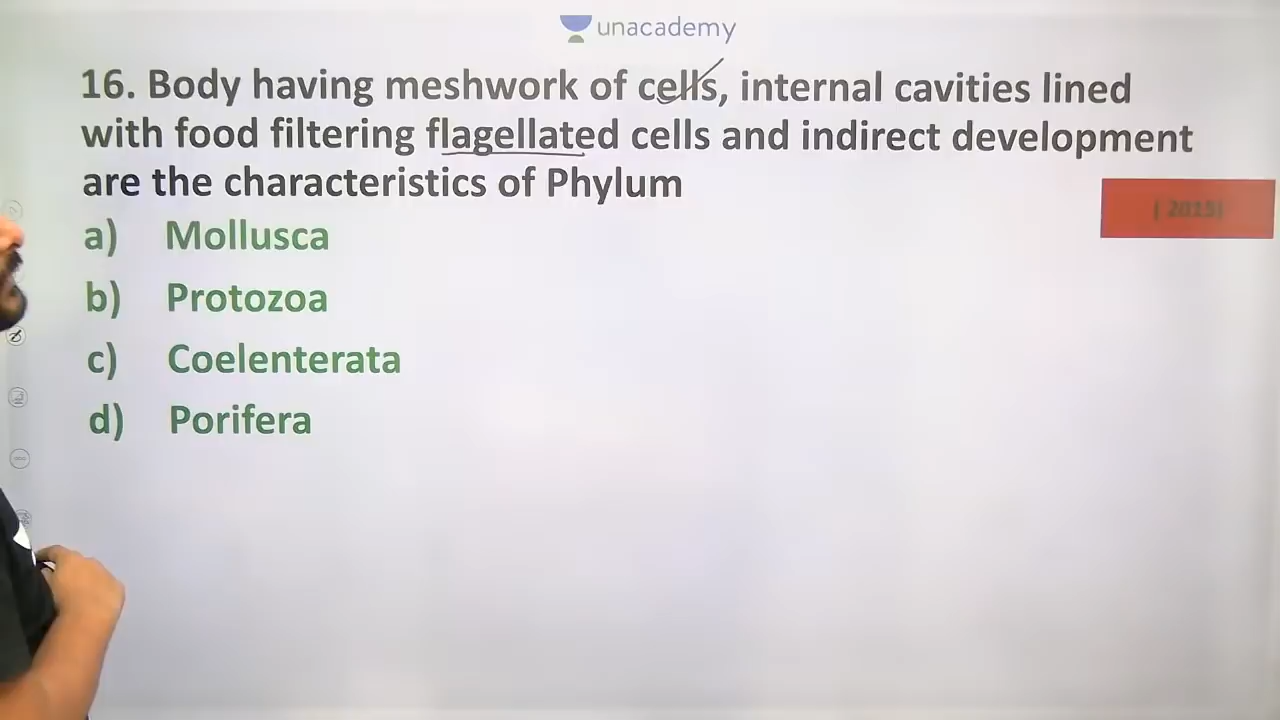 unacademy
16. Body having meshwork of cells, internal cavities lined
with food filtering flagellated cells and indirect development
are the characteristics of Phylum
( 2015)
a) Mollusca
b) Protozoa
c) Coelenterata
d) Porifera